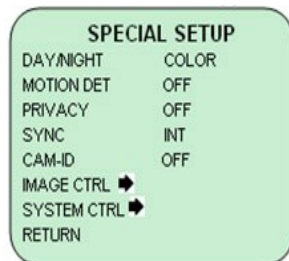 SPECIAL SETUP
DAY/NIGHT COLOR
MOTION DET OFF
PRIVACY OFF
SYNC INT
CAM-ID OFF
IMAGE CTRL
SYSTEM CTRL
RETURN